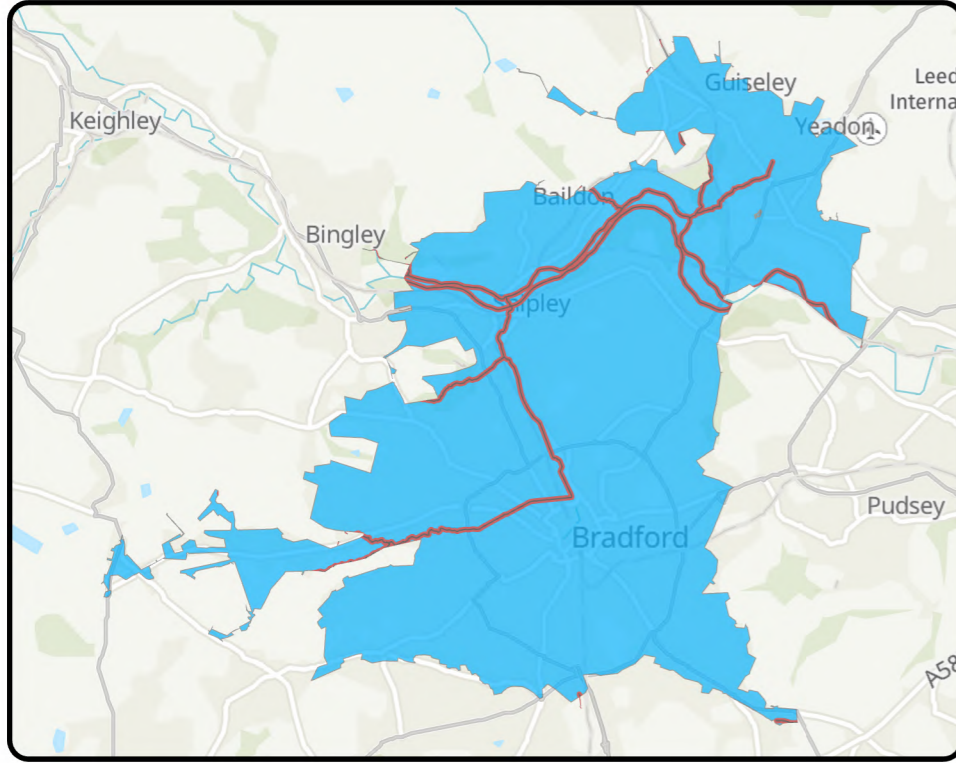 Guiseley
Leed
Interna
Keighley
Yeadon
Baildon
Bingley
Shipley
Pudsey
Bradford
A58